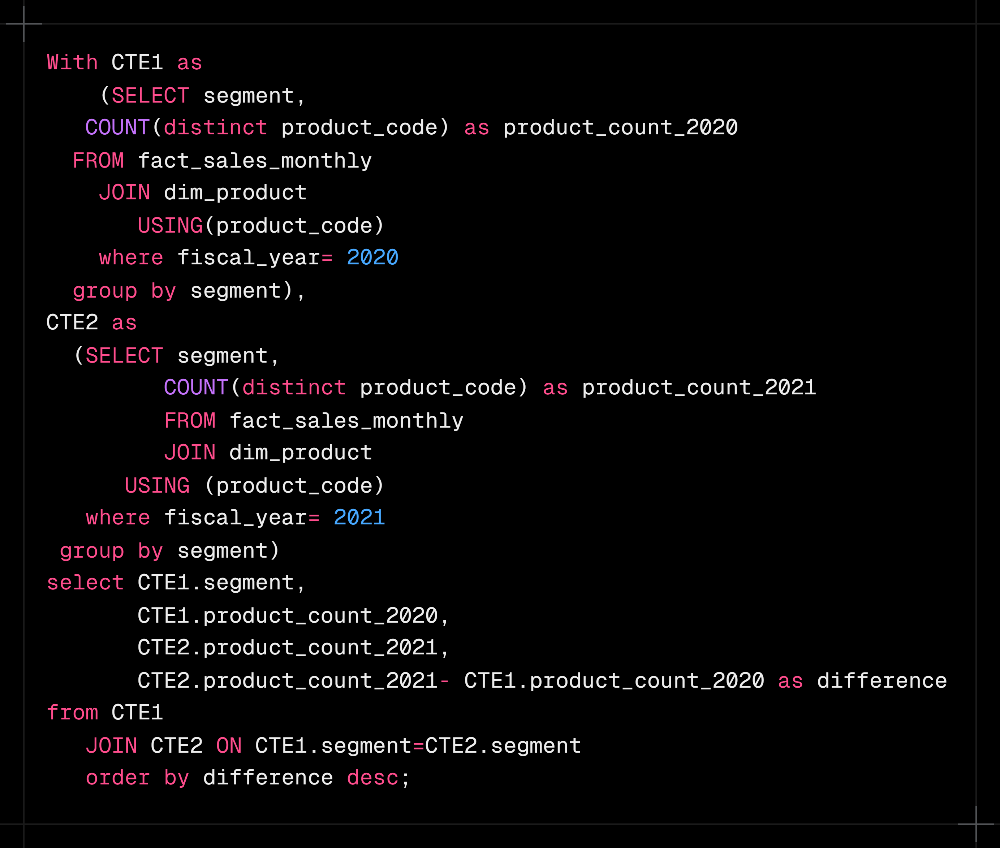 With CTE1 as
(SELECT segment,
COUNT(distinct product_code) as product_count_2020
FROM fact_sales_monthly
JOIN dim_product
USING(product_code)
where fiscal_year= 2020
group by segment),
CTE2 as
(SELECT segment,
COUNT(distinct product_code) as product_count_2021
FROM fact_sales_monthly
JOIN dim_product
USING (product_code)
where fiscal_year= 2021
group by segment)
select CTE1.segment,
CTE1.product_count_2020,
CTE2.product_count_2021,
CTE2.product_count_2021- CTE1.product_count_2020 as difference
from CTE1
JOIN CTE2 ON CTE1.segment=CTE2.segment
order by difference desc;